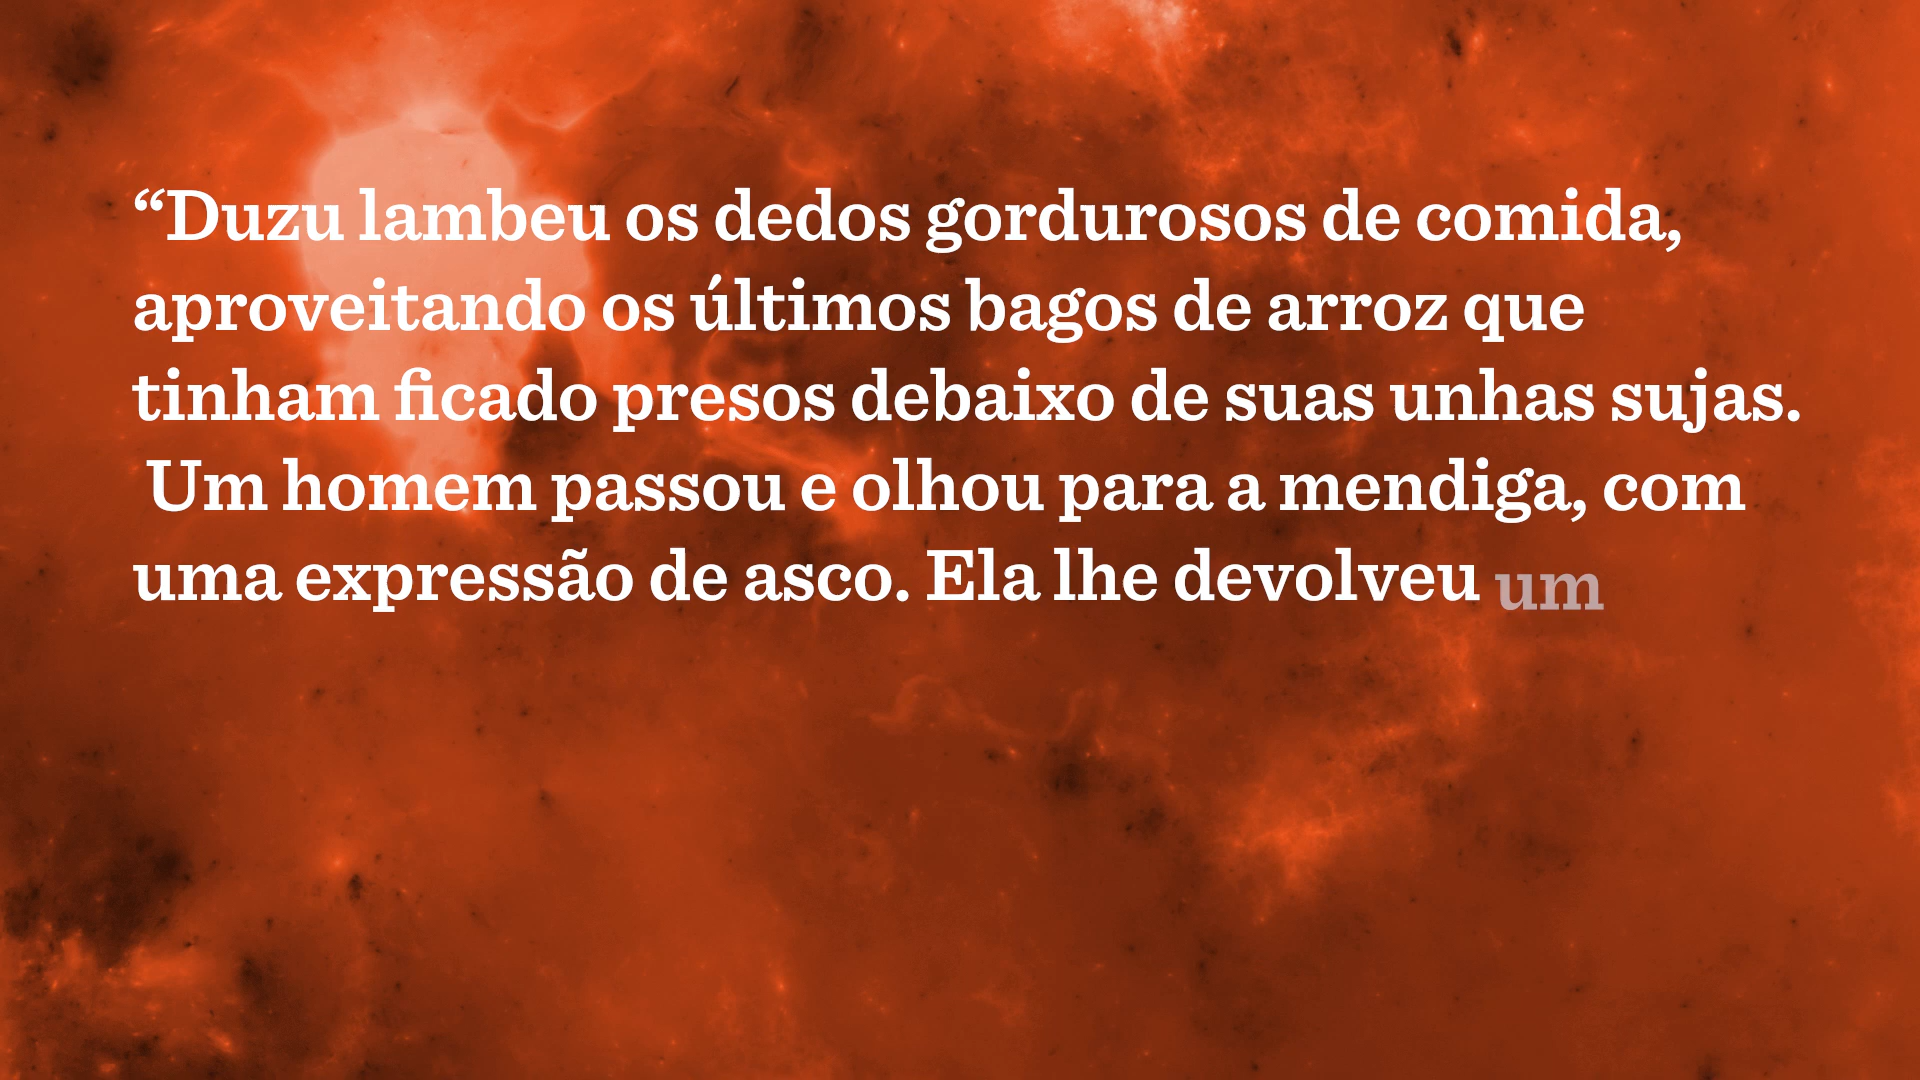 “Duzu lambeu os dedos gordurosos de comida,
aproveitando os últimos bagos de arroz que
tinham ficado presos debaixo de suas unhas sujas.
Um homem passou e olhou para a mendiga, com
uma expressão de asco. Ela lhe devolveu um